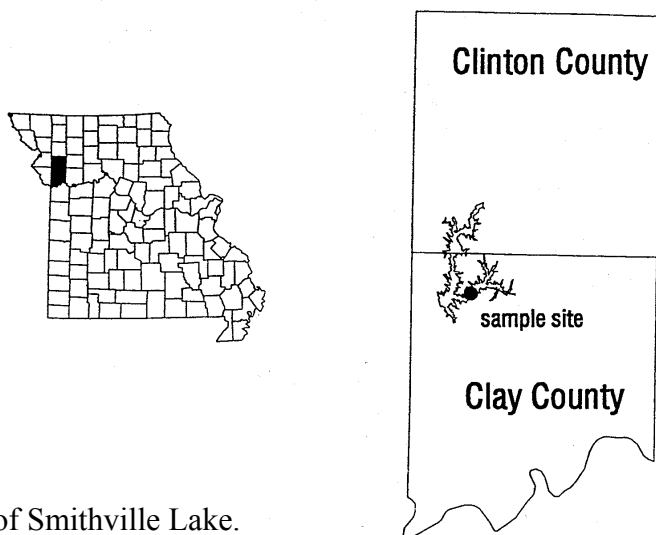 Clinton County
sample site
Clay County
of Smithville Lake.